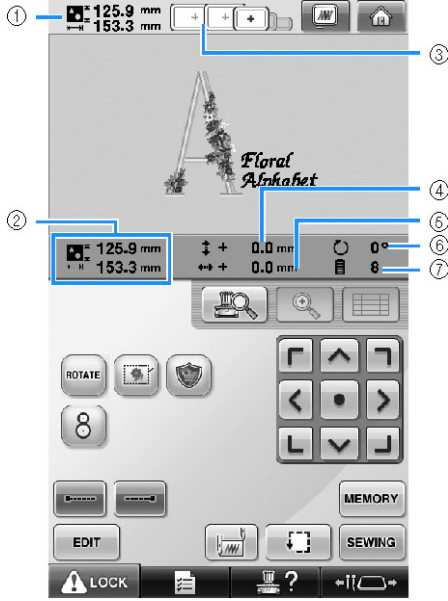 ① 125.9 mm
153.3 mm
③
Floral
Alphabet
④
②
⑤
125.9 mm + 0.0 mm 0° ⑥
153.3 mm + 0.0 mm 8 ⑦
ROTATE
8
MEMORY
EDIT SEWING
LOCK ?